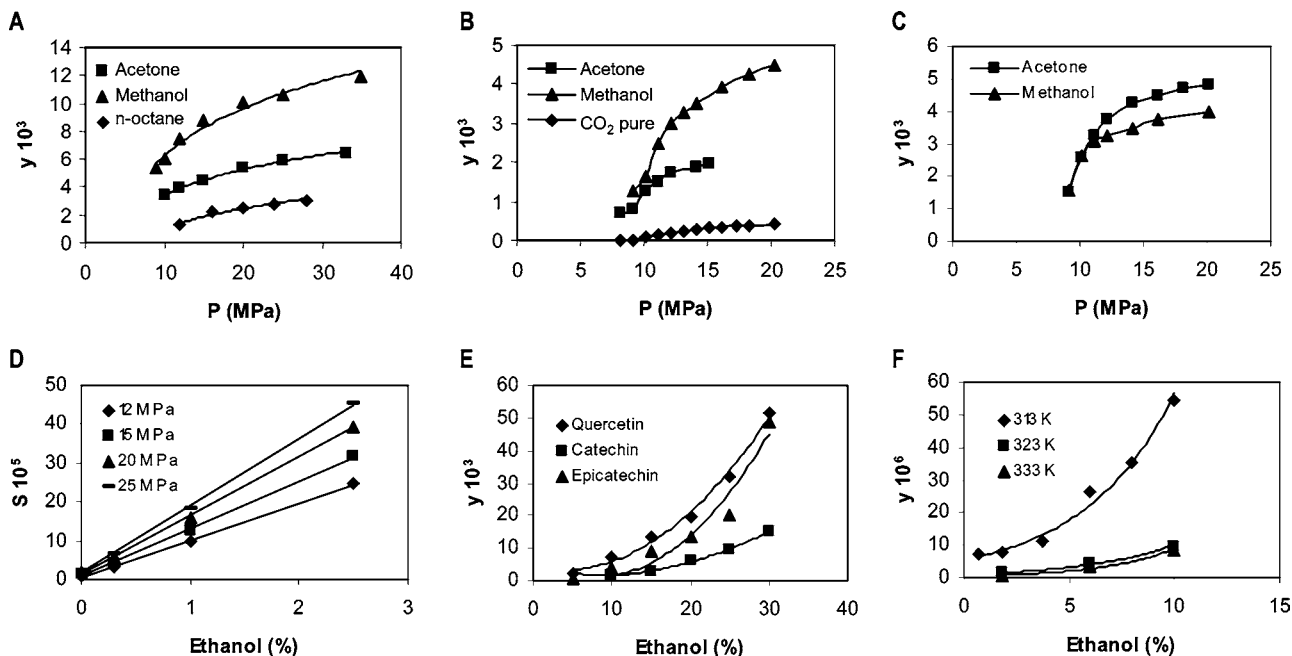 A
14
12
10
8
6
4
2
0
y 10³
Acetone
Methanol
n-octane
0 10 20 30 40
P (MPa)
B
5
4
3
2
1
0
y 10³
Acetone
Methanol
CO₂ pure
0 5 10 15 20 25
P (MPa)
C
6
5
4
3
2
1
0
y 10³
Acetone
Methanol
0 5 10 15 20 25
P (MPa)
D
50
40
30
20
10
0
S 10⁵
12 MPa
15 MPa
20 MPa
25 MPa
0 1 2 3
Ethanol (%)
E
60
50
40
30
20
10
0
y 10³
Quercetin
Catechin
Epicatechin
0 10 20 30 40
Ethanol (%)
F
60
50
40
30
20
10
0
y 10⁶
313 K
323 K
333 K
0 5 10 15
Ethanol (%)